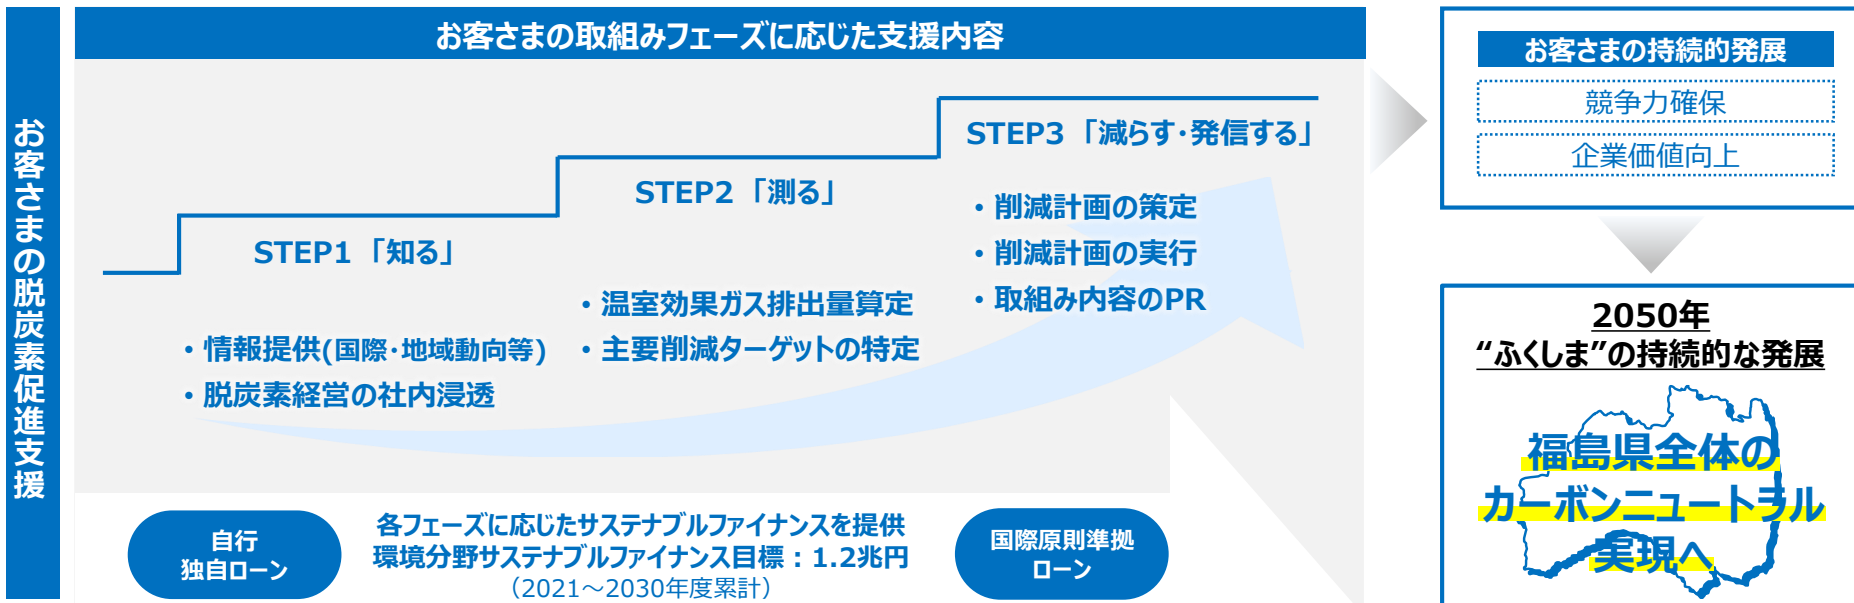 お客さまの脱炭素促進支援
お客さまの取組みフェーズに応じた支援内容
STEP1「知る」
・情報提供(国際・地域動向等)
・脱炭素経営の社内浸透
STEP2「測る」
・温室効果ガス排出量算定
・主要削減ターゲットの特定
STEP3「減らす・発信する」
・削減計画の策定
・削減計画の実行
・取組み内容のPR
自行
独自ローン
各フェーズに応じたサステナブルファイナンスを提供
環境分野サステナブルファイナンス目標：1.2兆円
（2021～2030年度累計）
国際原則準拠
ローン
お客さまの持続的発展
競争力確保
企業価値向上
2050年
“ふくしま”の持続的な発展
福島県全体の
カーボンニュートラル
実現へ